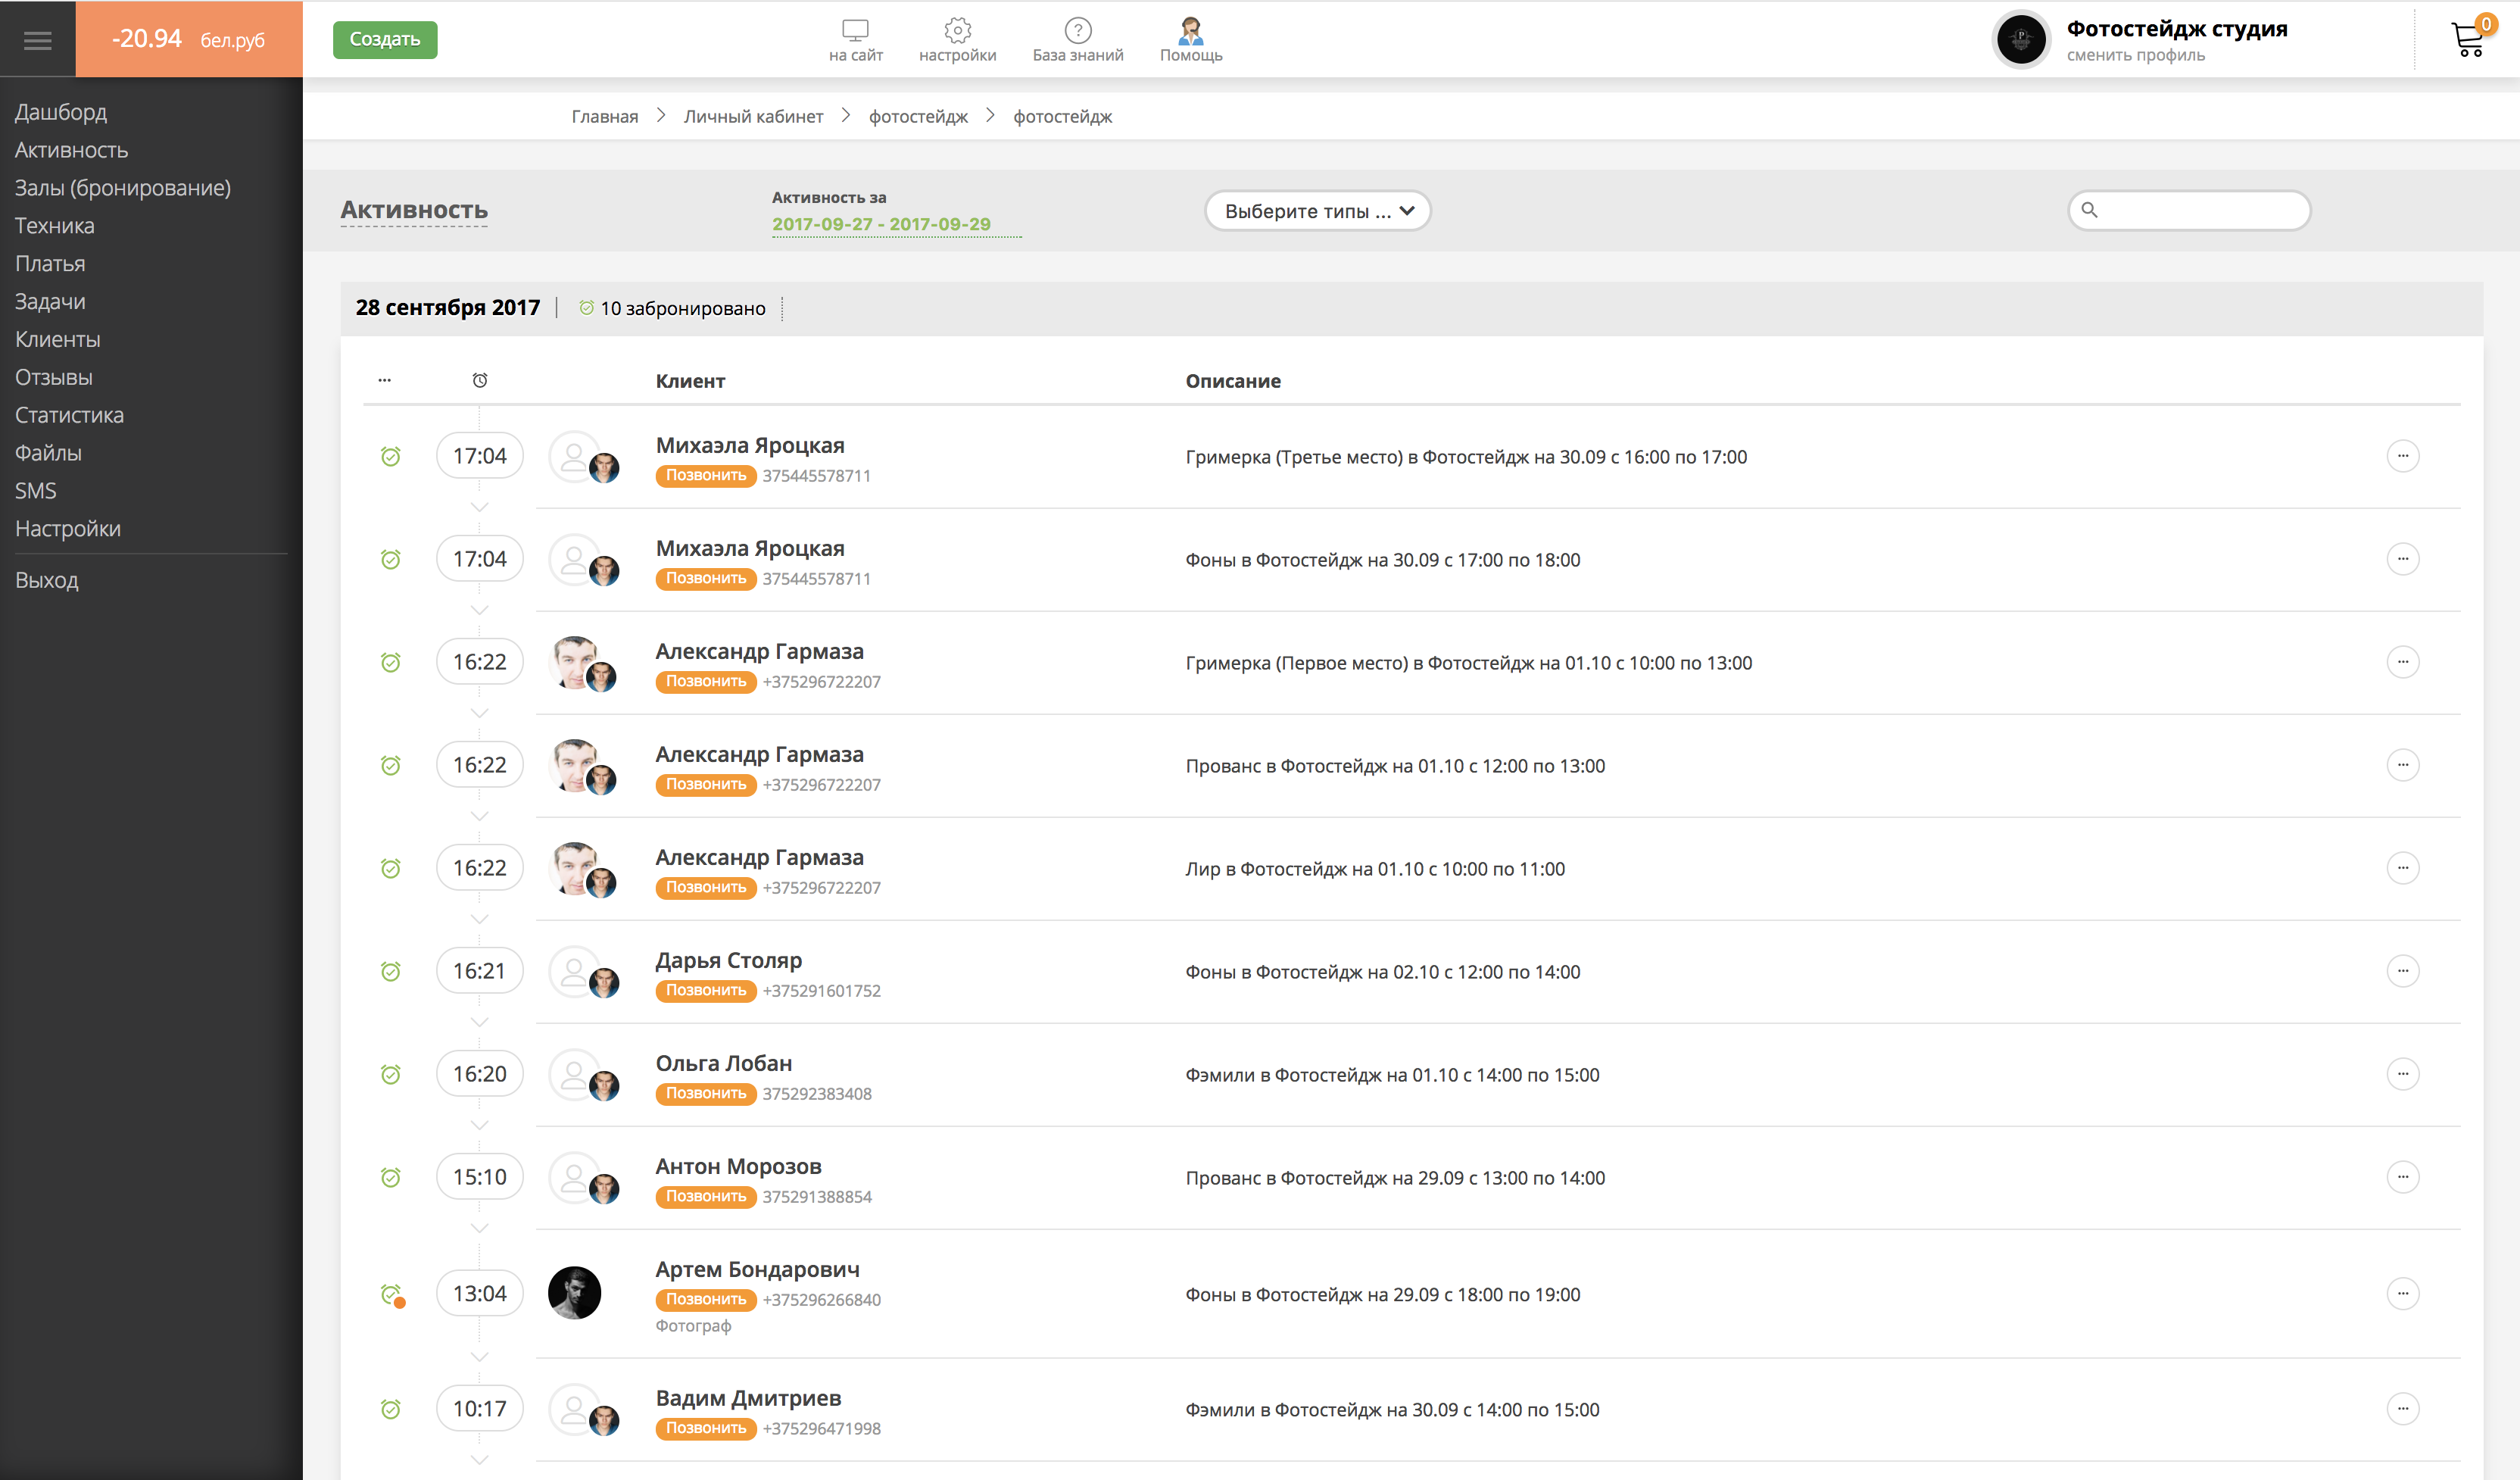 -20.94 бел.руб
Создать
на сайт
настройки
База знаний
Помощь
Фотостейдж студия
сменить профиль
0
Дашборд
Активность
Залы (бронирование)
Техника
Платья
Задачи
Клиенты
Отзывы
Статистика
Файлы
SMS
Настройки
Выход
Главная
Личный кабинет
фотостейдж
фотостейдж
Активность
Активность за
2017-09-27 - 2017-09-29
Выберите типы ...
28 сентября 2017
10 забронировано
Клиент
Описание
17:04
Михаэла Яроцкая
Позвонить 375445578711
Гримерка (Третье место) в Фотостейдж на 30.09 с 16:00 по 17:00
17:04
Михаэла Яроцкая
Позвонить 375445578711
Фоны в Фотостейдж на 30.09 с 17:00 по 18:00
16:22
Александр Гармаза
Позвонить +375296722207
Гримерка (Первое место) в Фотостейдж на 01.10 с 10:00 по 13:00
16:22
Александр Гармаза
Позвонить +375296722207
Прованс в Фотостейдж на 01.10 с 12:00 по 13:00
16:22
Александр Гармаза
Позвонить +375296722207
Лир в Фотостейдж на 01.10 с 10:00 по 11:00
16:21
Дарья Столяр
Позвонить +375291601752
Фоны в Фотостейдж на 02.10 с 12:00 по 14:00
16:20
Ольга Лобан
Позвонить 375292383408
Фэмили в Фотостейдж на 01.10 с 14:00 по 15:00
15:10
Антон Морозов
Позвонить 375291388854
Прованс в Фотостейдж на 29.09 с 13:00 по 14:00
13:04
Артем Бондарович
Позвонить +375296266840
Фотограф
Фоны в Фотостейдж на 29.09 с 18:00 по 19:00
10:17
Вадим Дмитриев
Позвонить +375296471998
Фэмили в Фотостейдж на 30.09 с 14:00 по 15:00